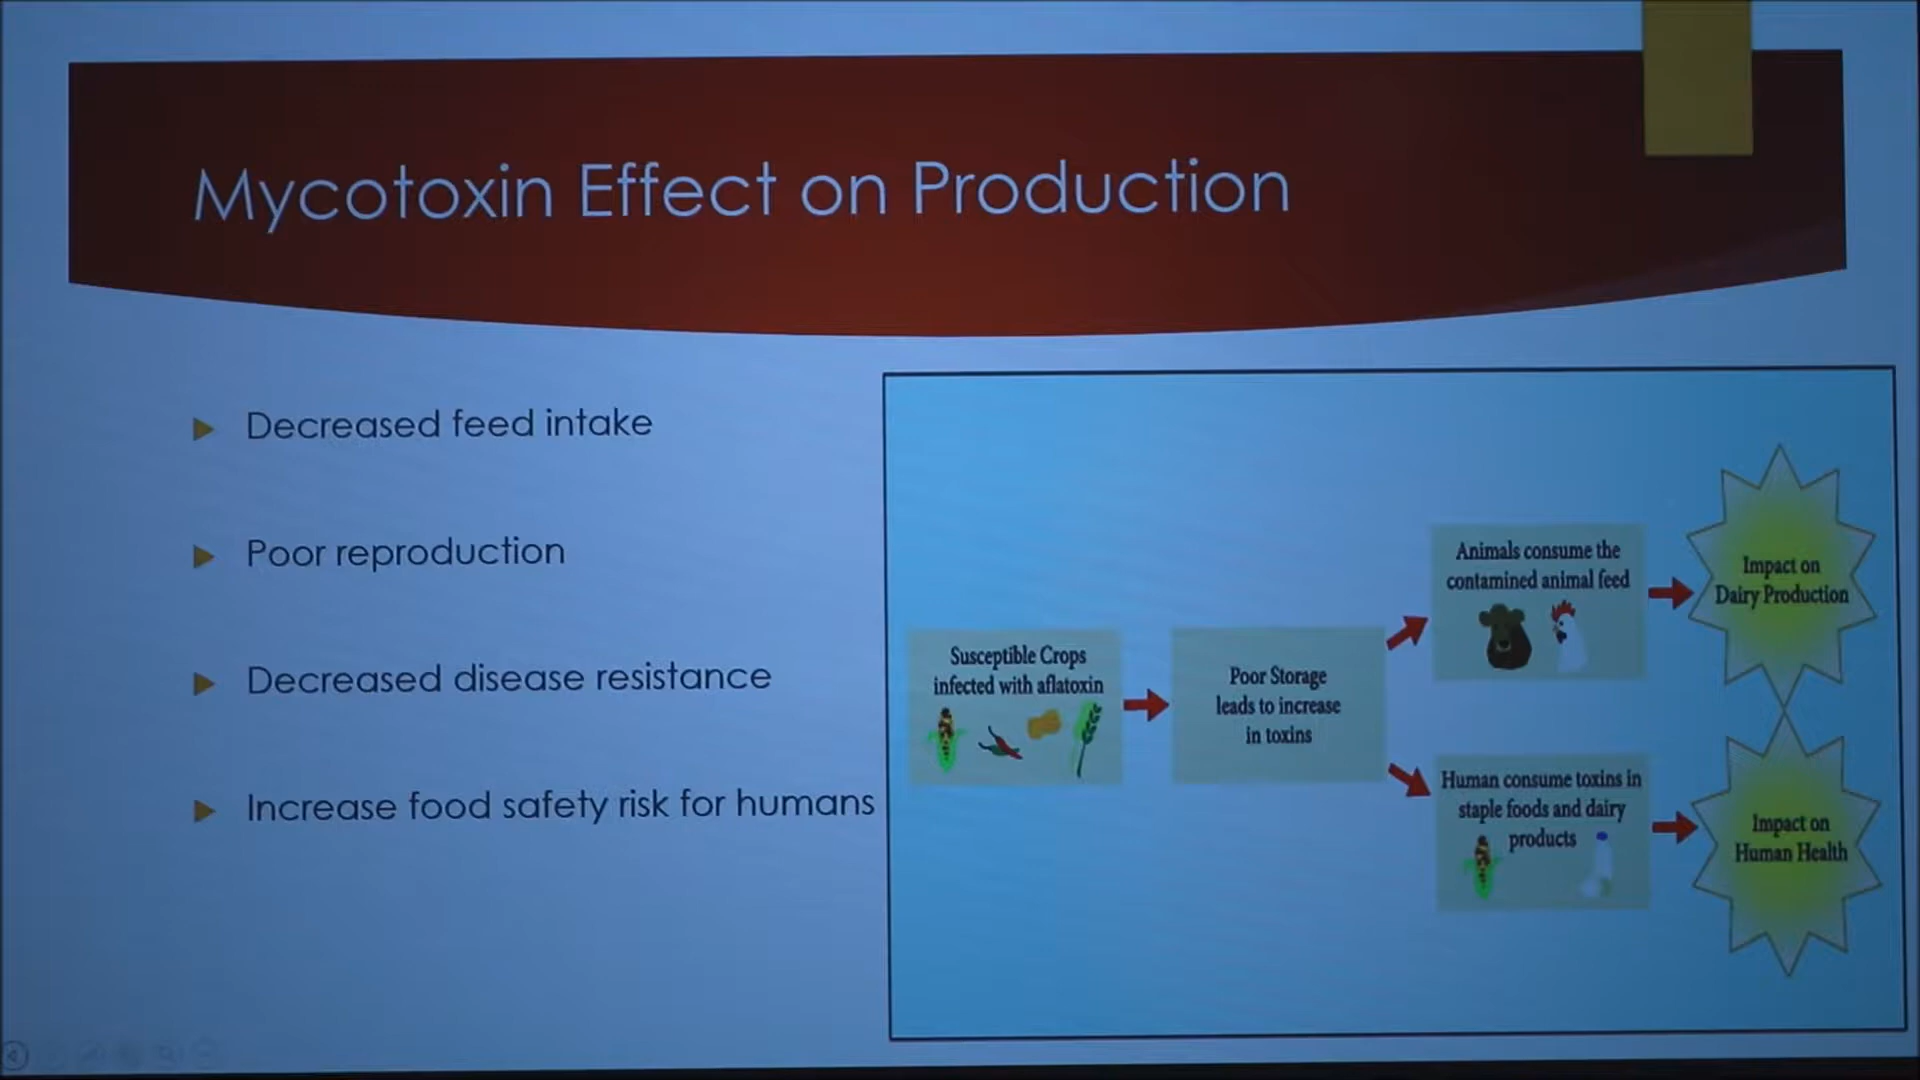 Mycotoxin Effect on Production
Decreased feed intake
Poor reproduction
Decreased disease resistance
Increase food safety risk for humans
Susceptible Crops
infected with aflatoxin
Poor Storage
leads to increase
in toxins
Animals consume the
contamined animal feed
Impact on
Dairy Production
Human consume toxins in
staple foods and dairy
products
Impact on
Human Health